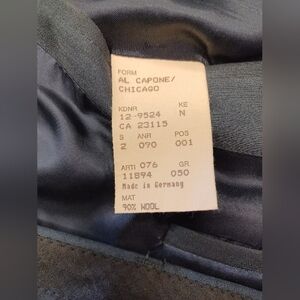 FORM
AL CAPONE/
CHICAGO
KDNR KE
12-9524 N
CA 23115
S ANR POS
2 090 001
ARTI 076 GR
11894 050
Made in Germany
MAT
90% WOOL